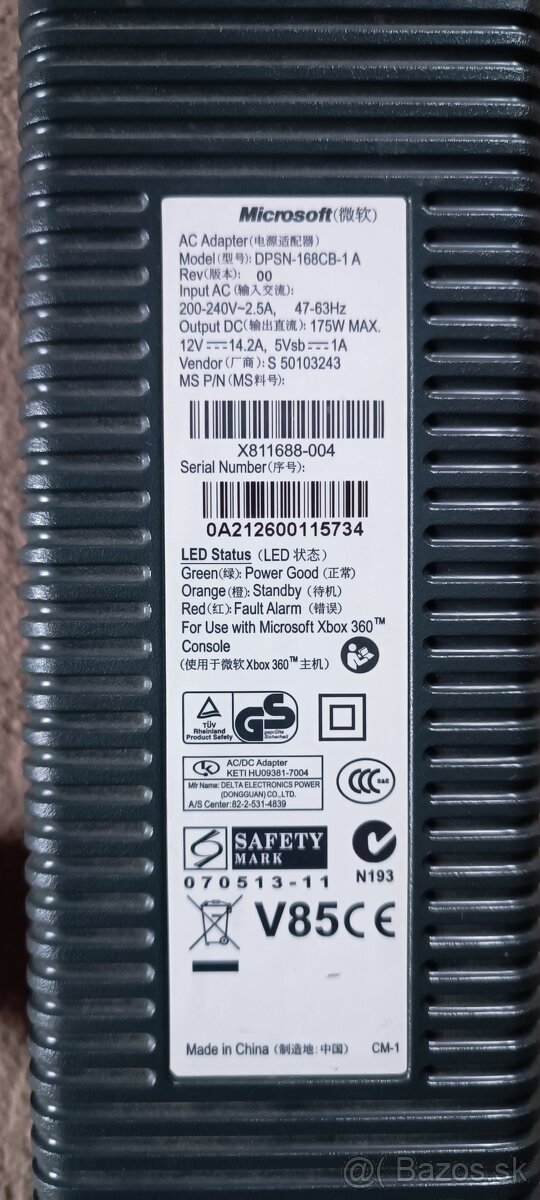 Microsoft(微软)
AC Adapter(电源适配器)
Model(型号): DPSN-168CB-1 A
Rev(版本): 00
Input AC (输入交流):
200-240V~2.5A, 47-63Hz
Output DC(输出直流): 175W MAX.
12V⎓14.2A, 5Vsb⎓1A
Vendor(厂商): S 50103243
MS P/N (MS料号):
X811688-004
Serial Number(序号):
0A212600115734
LED Status (LED 状态)
Green(绿): Power Good (正常)
Orange(橙): Standby (待机)
Red(红): Fault Alarm (错误)
For Use with Microsoft Xbox 360™
Console
(使用于微软Xbox 360™主机)
TÜV
Rheinland
Product Safety
GS
geprüfte
Sicherheit
K
AC/DC Adapter
KETI HU09381-7004
Mfr Name: DELTA ELECTRONICS POWER
(DONGGUAN) CO.,LTD.
A/S Center:82-2-531-4839
CCC S&E
SAFETY
MARK
070513-11
N193
V85 CE
Made in China (制造地: 中国) CM-1
@( Bazos.sk